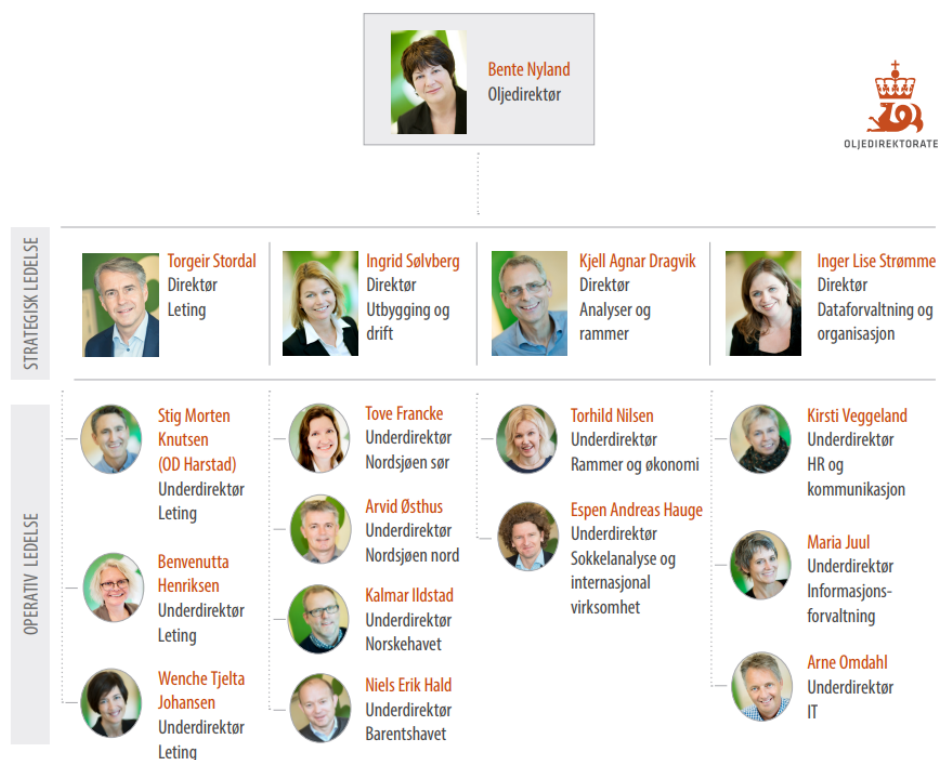 Bente Nyland
Oljedirektør
OLJEDIREKTORATE
STRATEGISK LEDELSE
Torgeir Stordal
Direktør
Leting
Ingrid Sølvberg
Direktør
Utbygging og
drift
Kjell Agnar Dragvik
Direktør
Analyser og
rammer
Inger Lise Strømme
Direktør
Dataforvaltning og
organisasjon
OPERATIV LEDELSE
Stig Morten
Knutsen
(OD Harstad)
Underdirektør
Leting
Benvenutta
Henriksen
Underdirektør
Leting
Wenche Tjelta
Johansen
Underdirektør
Leting
Tove Francke
Underdirektør
Nordsjøen sør
Arvid Østhus
Underdirektør
Nordsjøen nord
Kalmar Ildstad
Underdirektør
Norskehavet
Niels Erik Hald
Underdirektør
Barentshavet
Torhild Nilsen
Underdirektør
Rammer og økonomi
Espen Andreas Hauge
Underdirektør
Sokkelanalyse og
internasjonal
virksomhet
Kirsti Veggeland
Underdirektør
HR og
kommunikasjon
Maria Juul
Underdirektør
Informasjons-
forvaltning
Arne Omdahl
Underdirektør
IT